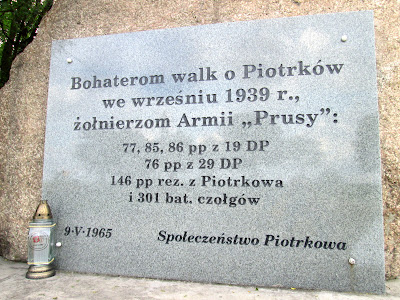 Bohaterom walk o Piotrków
we wrześniu 1939 r.,
żołnierzom Armii „Prusy”:
77, 85, 86 pp z 19 DP
76 pp z 29 DP
146 pp rez. z Piotrkowa
i 301 bat. czołgów
9·V·1965
Społeczeństwo Piotrkowa